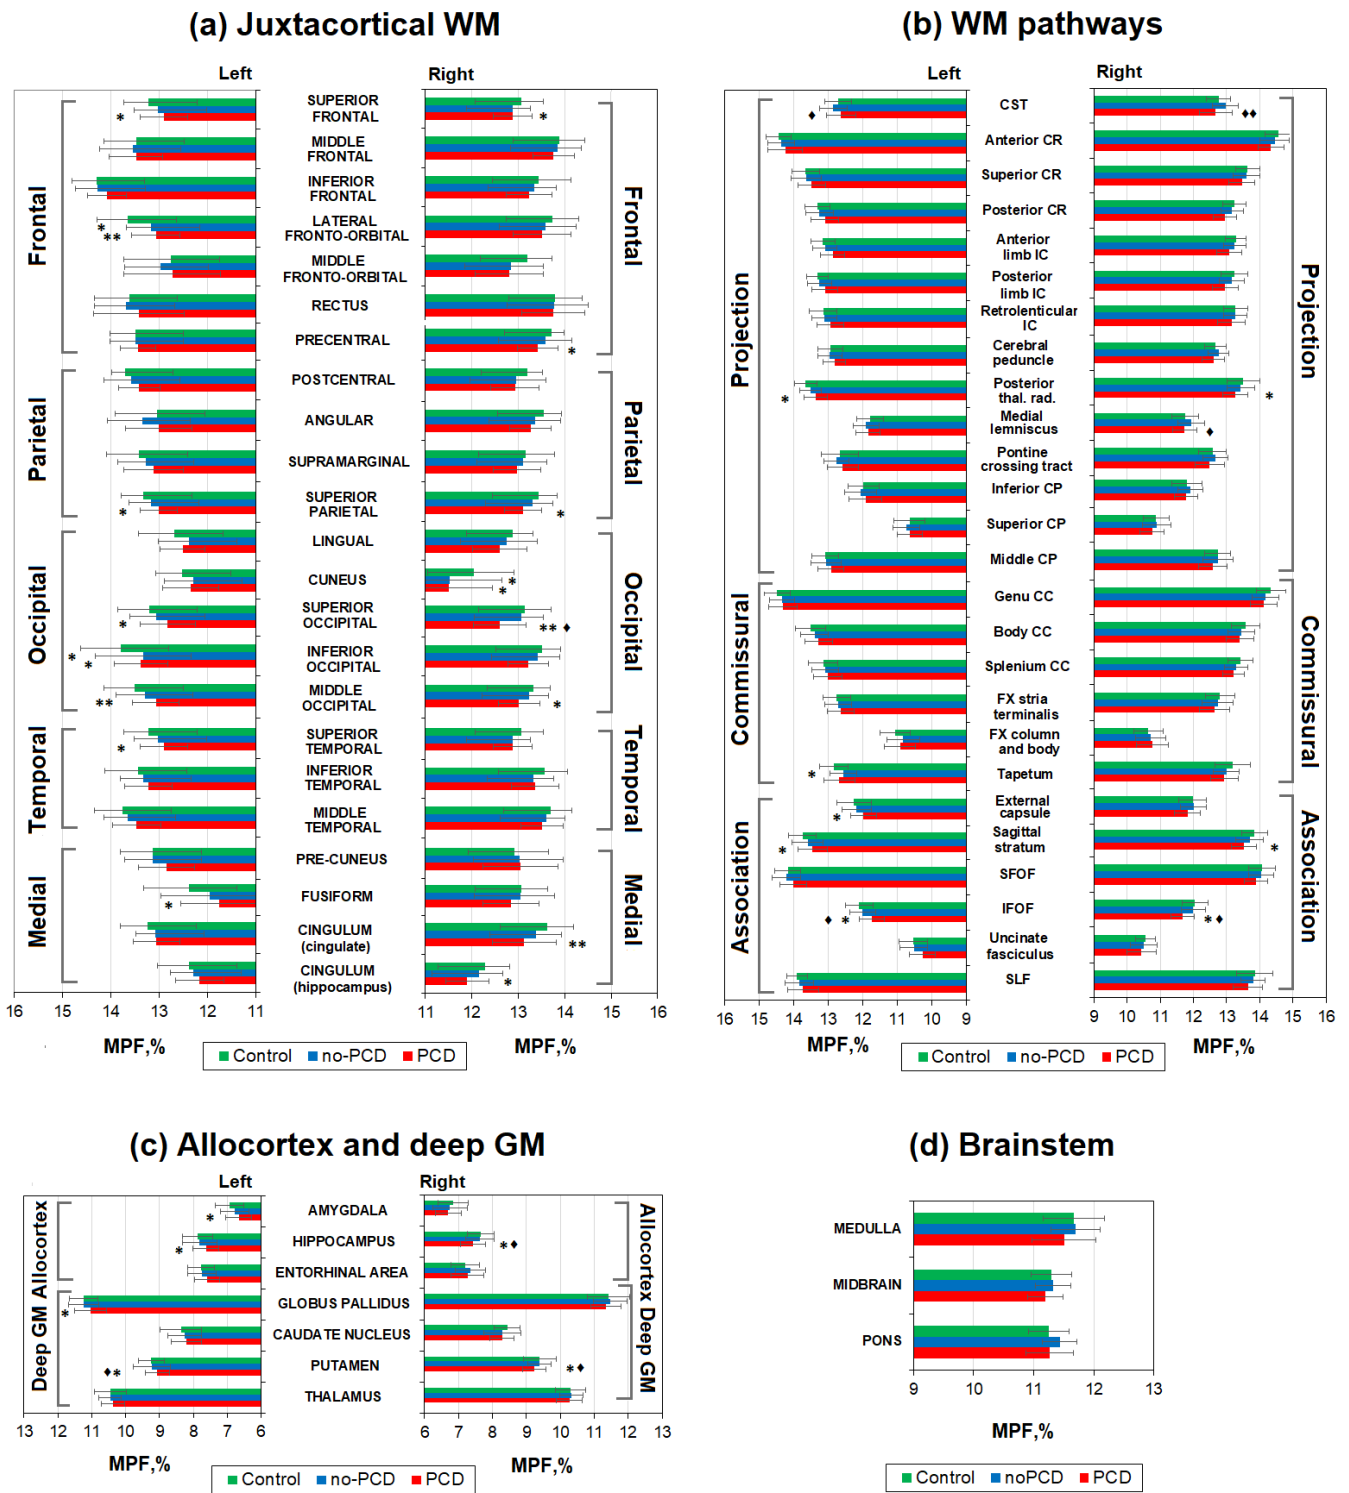 (a) Juxtacortical WM
Left
Right
Frontal
Parietal
Occipital
Temporal
Medial
SUPERIOR
FRONTAL
*
*
MIDDLE
FRONTAL
INFERIOR
FRONTAL
LATERAL
FRONTO-ORBITAL
*
**
MIDDLE
FRONTO-ORBITAL
RECTUS
PRECENTRAL
*
POSTCENTRAL
ANGULAR
SUPRAMARGINAL
SUPERIOR
PARIETAL
*
*
LINGUAL
CUNEUS
*
*
SUPERIOR
OCCIPITAL
*
**♦
INFERIOR
OCCIPITAL
*
*
MIDDLE
OCCIPITAL
**
*
SUPERIOR
TEMPORAL
*
INFERIOR
TEMPORAL
MIDDLE
TEMPORAL
PRE-CUNEUS
FUSIFORM
*
CINGULUM
(cingulate)
**
CINGULUM
(hippocampus)
*
Frontal
Parietal
Occipital
Temporal
Medial
16 15 14 13 12 11
11 12 13 14 15 16
MPF,%
MPF,%
Control no-PCD PCD
(b) WM pathways
Left
Right
Projection
Commissural
Association
CST
♦
♦♦
Anterior CR
Superior CR
Posterior CR
Anterior
limb IC
Posterior
limb IC
Retrolenticular
IC
Cerebral
peduncle
Posterior
thal. rad.
*
*
Medial
lemniscus
♦
Pontine
crossing tract
Inferior CP
Superior CP
Middle CP
Genu CC
Body CC
Splenium CC
FX stria
terminalis
FX column
and body
Tapetum
*
External
capsule
*
Sagittal
stratum
*
*
SFOF
IFOF
♦ *
*♦
Uncinate
fasciculus
SLF
Projection
Commissural
Association
16 15 14 13 12 11 10 9
9 10 11 12 13 14 15 16
MPF,%
MPF,%
Control no-PCD PCD
(c) Allocortex and deep GM
Left
Right
Deep GM Allocortex
AMYGDALA
*
HIPPOCAMPUS
*
*♦
ENTORHINAL AREA
GLOBUS PALLIDUS
*
CAUDATE NUCLEUS
PUTAMEN
♦*
*♦
THALAMUS
Allocortex Deep GM
13 12 11 10 9 8 7 6
6 7 8 9 10 11 12 13
MPF,%
MPF,%
Control no-PCD PCD
(d) Brainstem
MEDULLA
MIDBRAIN
PONS
9 10 11 12 13
MPF,%
Control noPCD PCD